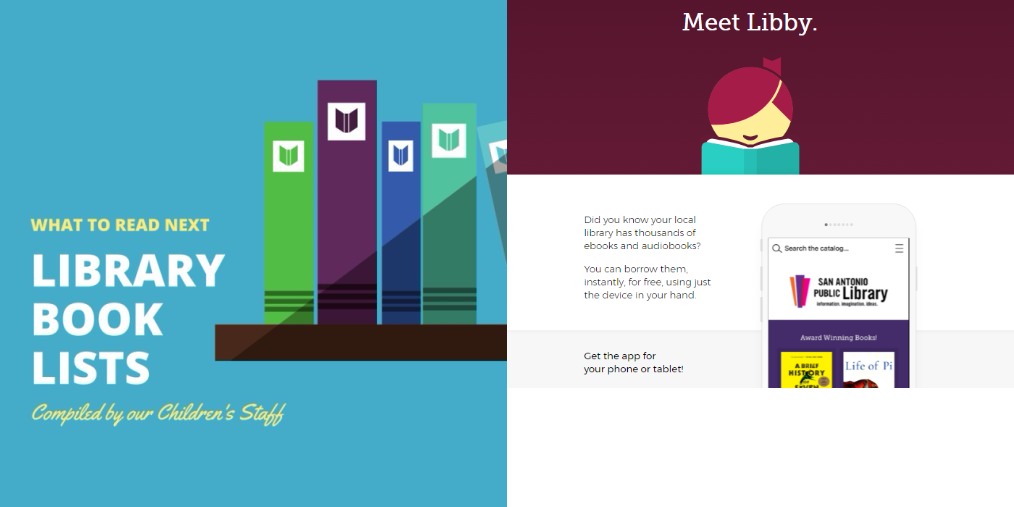 WHAT TO READ NEXT
LIBRARY
BOOK
LISTS
Compiled by our Children's Staff
Meet Libby.
Did you know your local
library has thousands of
ebooks and audiobooks?
You can borrow them,
instantly, for free, using just
the device in your hand.
Get the app for
your phone or tablet!
Search the catalog...
SAN ANTONIO
PUBLIC Library
information. imagination. ideas.
Award Winning Books!
A BRIEF
HISTORY
OF
SEVEN
Life of Pi